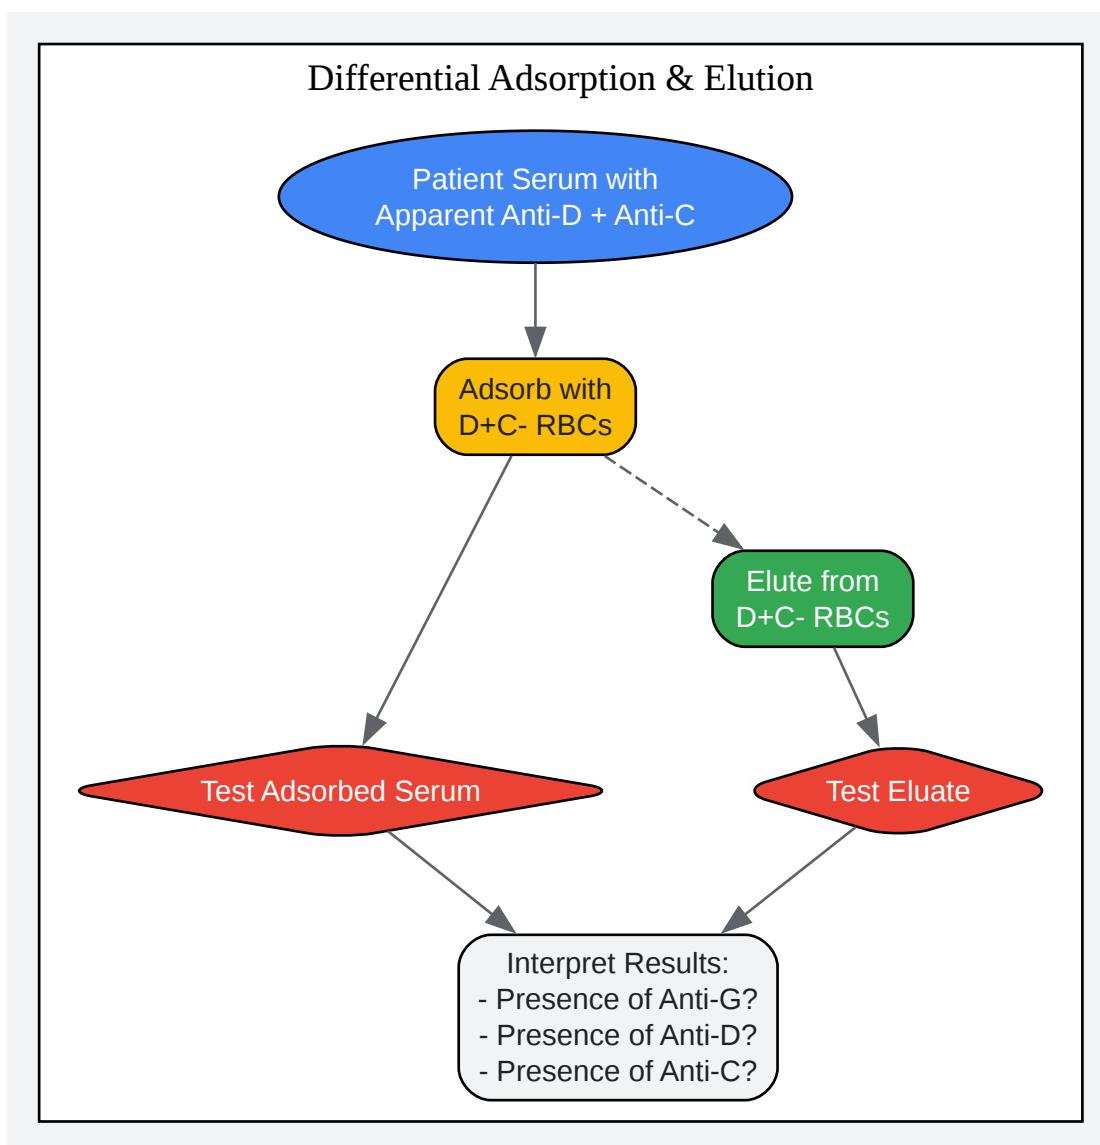 Differential Adsorption & Elution
Patient Serum with
Apparent Anti-D + Anti-C
Adsorb with
D+C- RBCs
Elute from
D+C- RBCs
Test Adsorbed Serum
Test Eluate
Interpret Results:
- Presence of Anti-G?
- Presence of Anti-D?
- Presence of Anti-C?